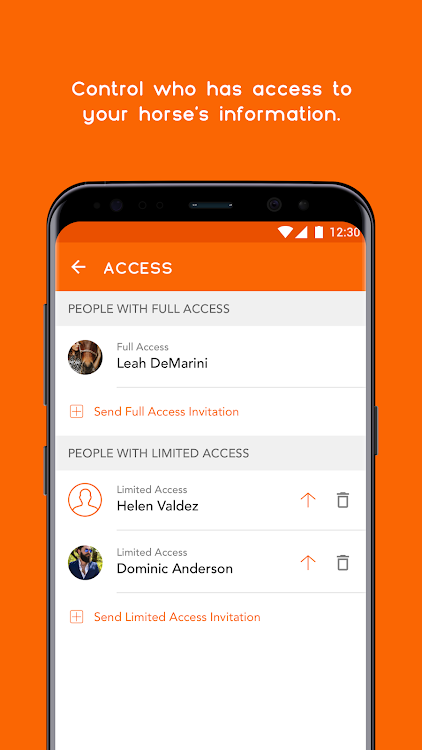 Control who has access to
your horse's information.
12:30
ACCESS
PEOPLE WITH FULL ACCESS
Full Access
Leah DeMarini
Send Full Access Invitation
PEOPLE WITH LIMITED ACCESS
Limited Access
Helen Valdez
Limited Access
Dominic Anderson
Send Limited Access Invitation